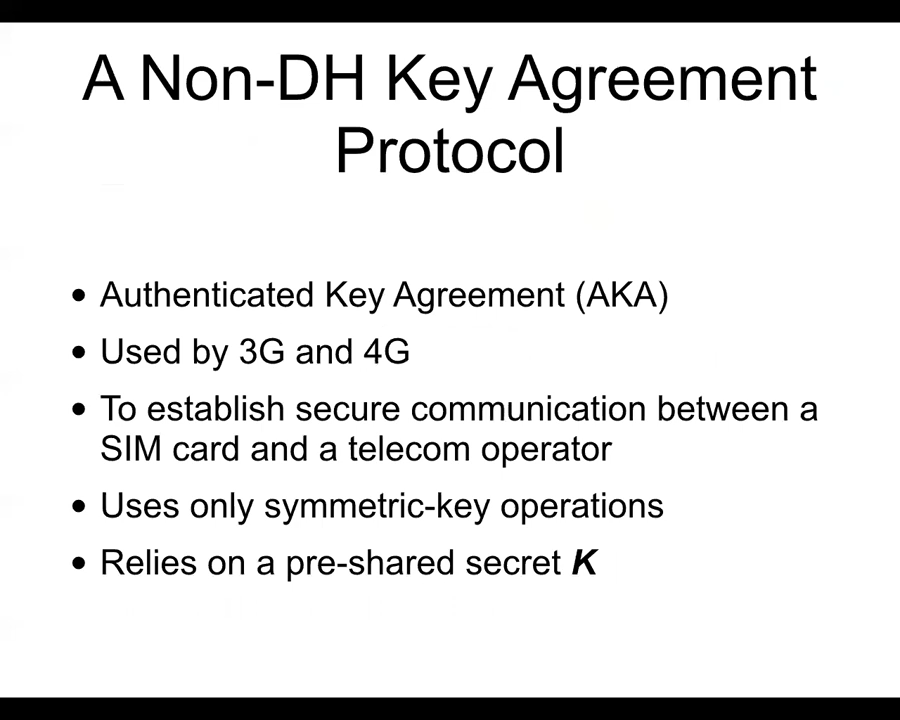 A Non-DH Key Agreement
Protocol
• Authenticated Key Agreement (AKA)
• Used by 3G and 4G
• To establish secure communication between a
SIM card and a telecom operator
• Uses only symmetric-key operations
• Relies on a pre-shared secret K